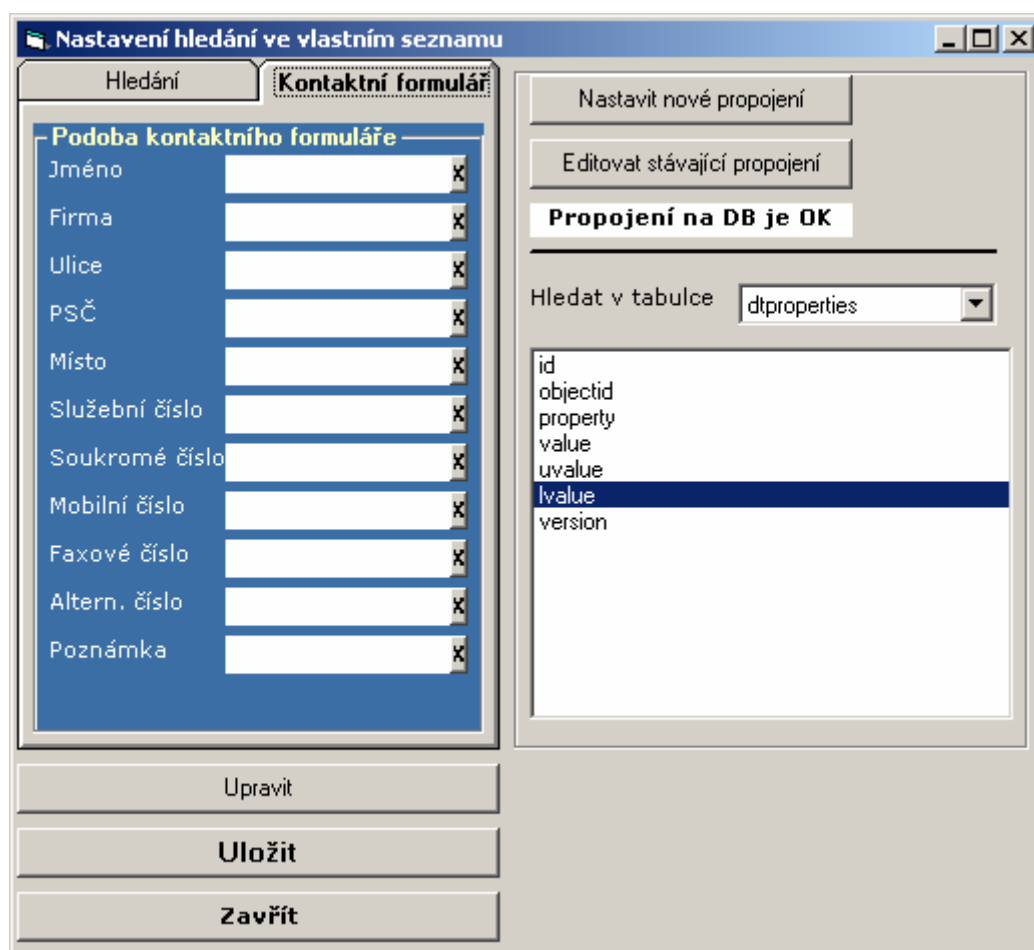 Nastavení hledání ve vlastním seznamu
Hledání
Kontaktní formulář
Podoba kontaktního formuláře
Jméno X
Firma X
Ulice X
PSČ X
Místo X
Služební číslo X
Soukromé číslo X
Mobilní číslo X
Faxové číslo X
Altern. číslo X
Poznámka X
Upravit
Uložit
Zavřít
Nastavit nové propojení
Editovat stávající propojení
Propojení na DB je OK
Hledat v tabulce dtproperties
id
objectid
property
value
uvalue
lvalue
version